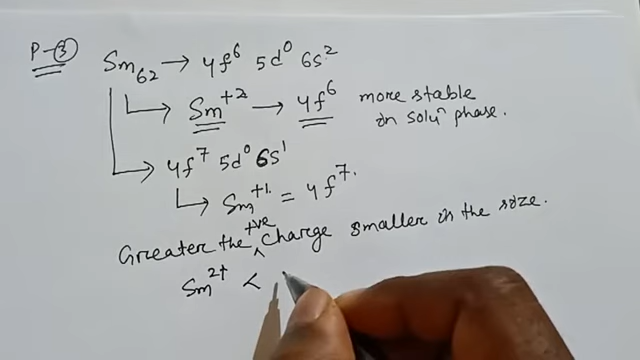 P-③
Sm62 → 4f⁶ 5d⁰ 6s²
→ Sm⁺² → 4f⁶ more stable
in soluⁿ phase.
→ 4f⁷ 5d⁰ 6s¹
→ Sm⁺¹ = 4f⁷.
Greater the +ve charge smaller in the size.
Sm²⁺ <